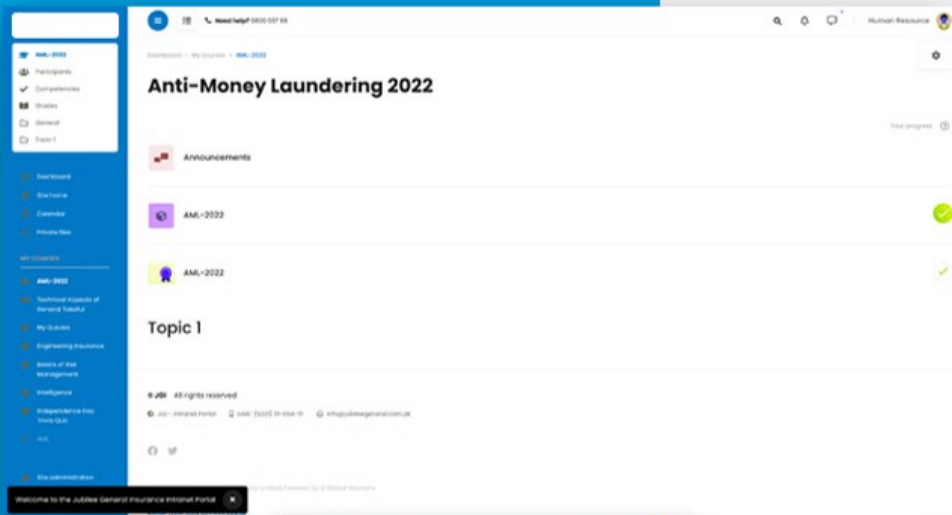 Need help?
Human Resource
AML-2022
Participants
Competencies
Grades
General
Topic 1
Dashboard
Site home
Calendar
Private files
MY COURSES
AML-2022
Technical Aspects of
General Takaful
My Quizzes
Engineering Insurance
Basics of Risk
Management
Intelligence
Independence Day
Trivia Quiz
Site administration
Dashboard
My courses
AML-2022
Anti-Money Laundering 2022
Your progress
Announcements
AML-2022
AML-2022
Topic 1
© JGI All rights reserved
JGI - Intranet Portal
info@jubileegeneral.com.pk
Welcome to the Jubilee General Insurance Intranet Portal